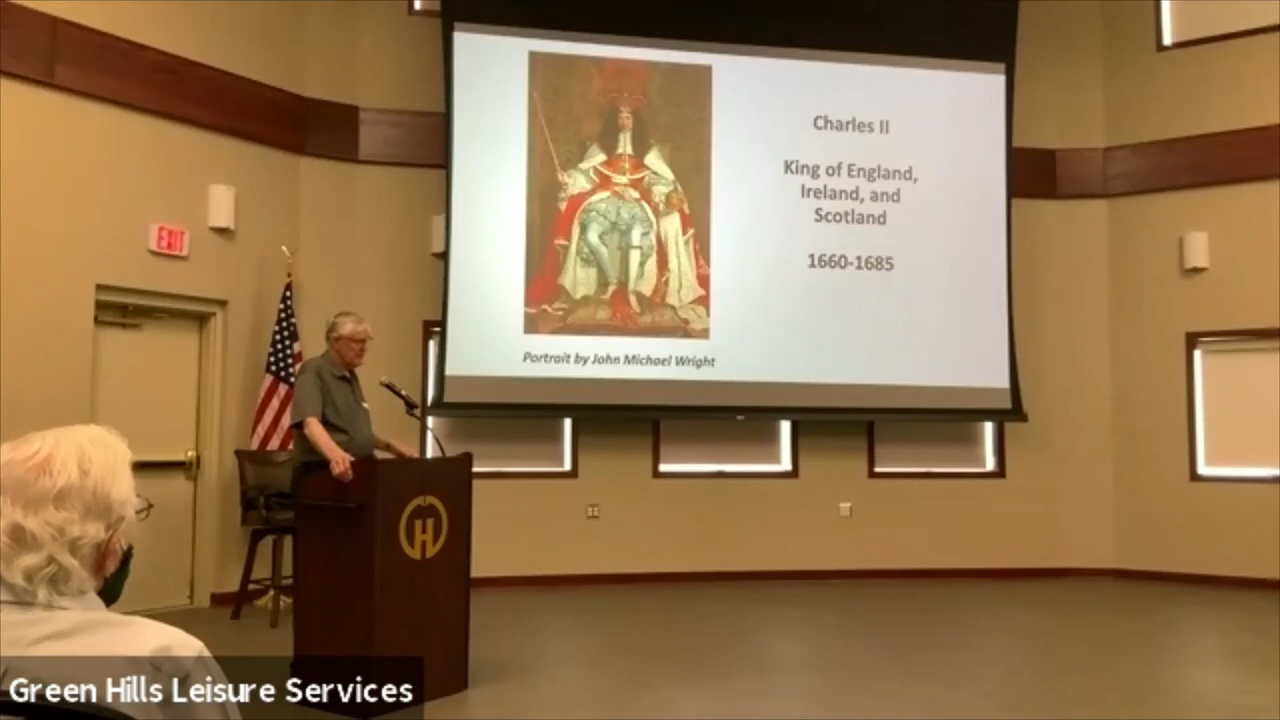 Charles II
King of England,
Ireland, and
Scotland
1660-1685
Portrait by John Michael Wright
EXIT
GH
Green Hills Leisure Services